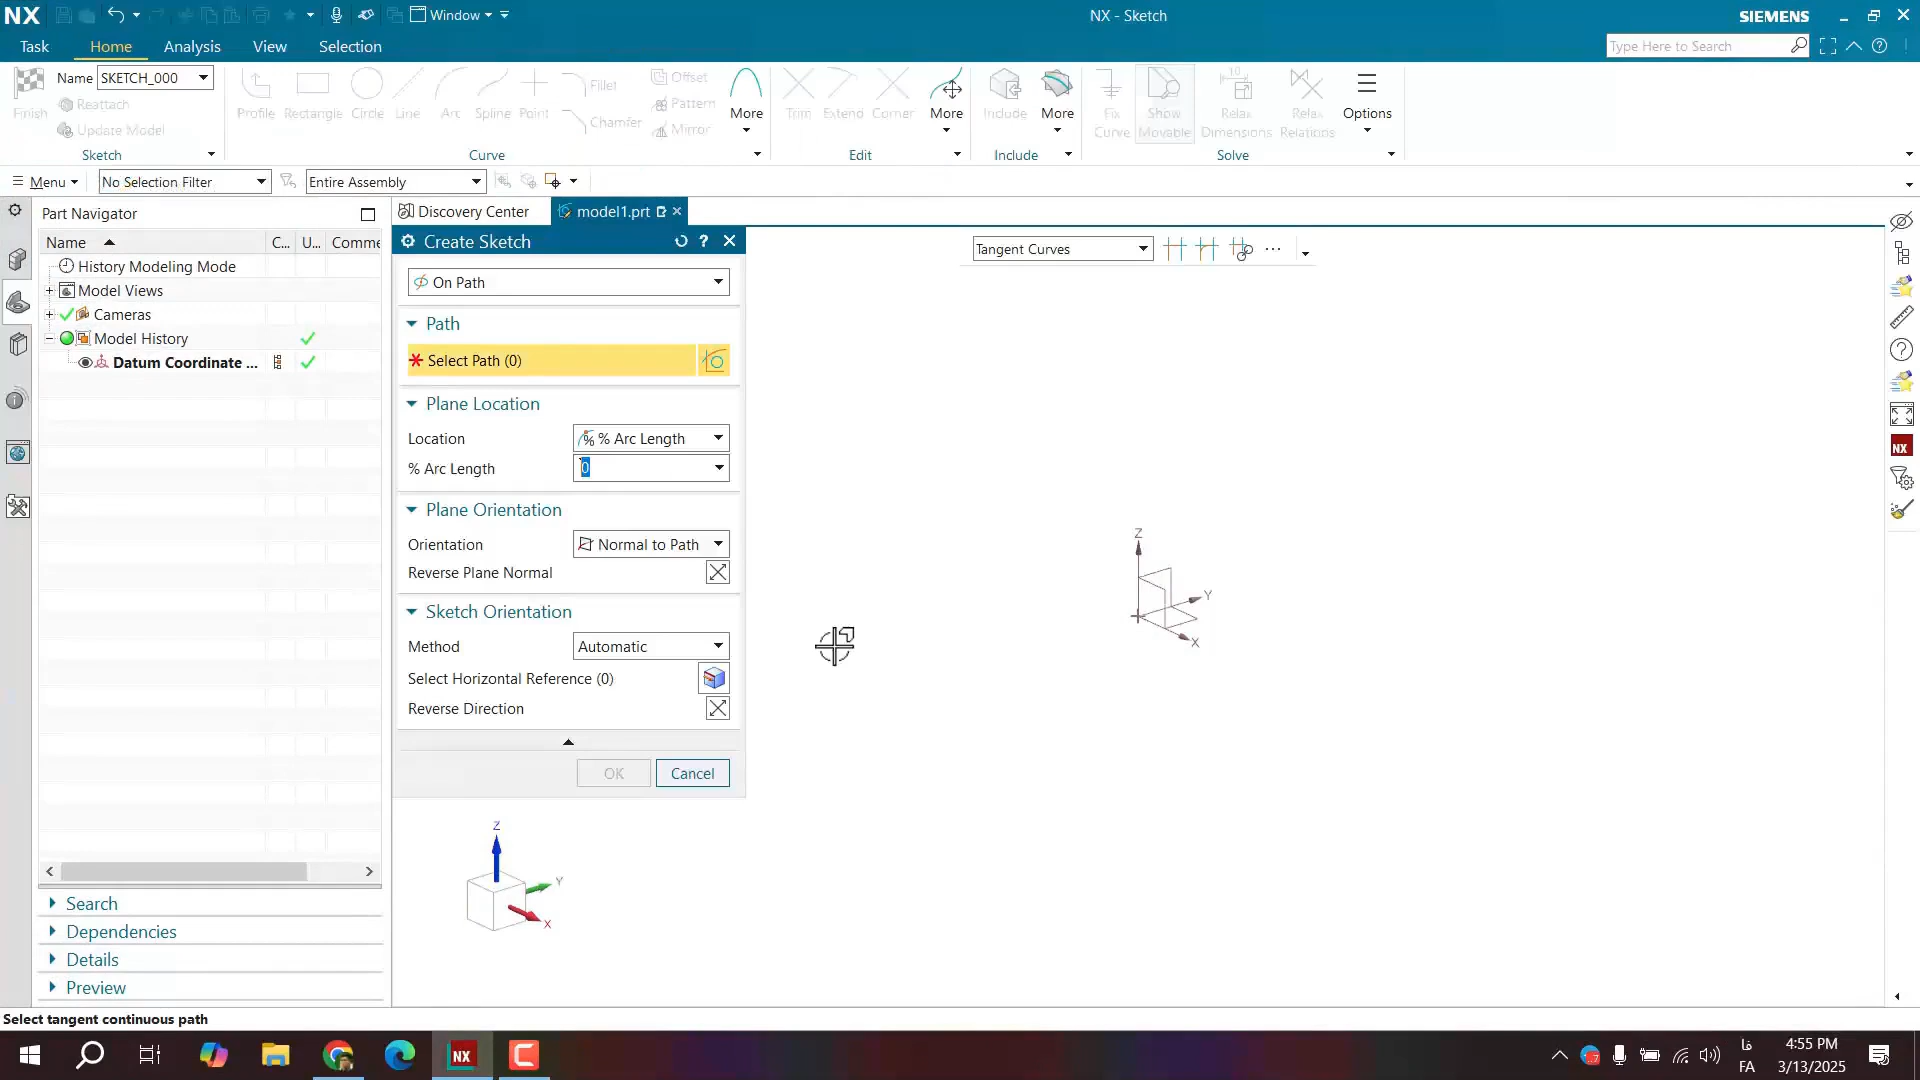 NX
Window
NX - Sketch
SIEMENS
Task
Home
Analysis
View
Selection
Type Here to Search
Name SKETCH_000
Finish
Reattach
Update Model
Sketch
Profile
Rectangle
Circle
Line
Arc
Spline
Point
Fillet
Chamfer
Offset
Pattern
Mirror
More
Curve
Trim
Extend
Corner
More
Edit
Include
More
Include
Fix Curve
Show Movable
Relax Dimensions
Relax Relations
Options
Solve
Menu
No Selection Filter
Entire Assembly
Part Navigator
Name
C...
U...
Comme
History Modeling Mode
Model Views
Cameras
Model History
Datum Coordinate ...
Search
Dependencies
Details
Preview
Discovery Center
model1.prt
Create Sketch
On Path
Path
Select Path (0)
Plane Location
Location
% Arc Length
% Arc Length
0
Plane Orientation
Orientation
Normal to Path
Reverse Plane Normal
Sketch Orientation
Method
Automatic
Select Horizontal Reference (0)
Reverse Direction
OK
Cancel
Tangent Curves
Z
Y
X
Z
Y
X
NX
Select tangent continuous path
NX
فا
FA
4:55 PM
3/13/2025